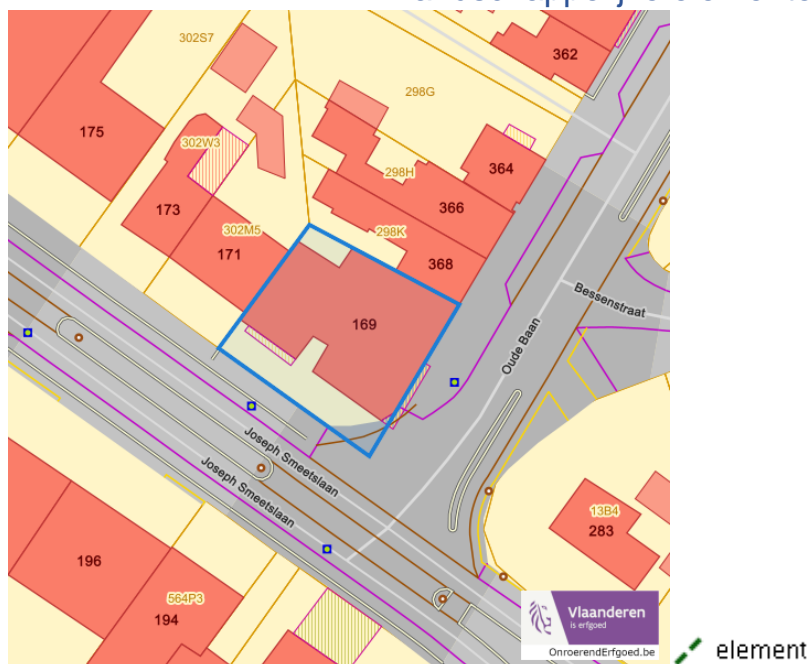 302S7
362
298G
175
302W3
364
298H
173
366
302M5
298K
171
368
Bessenstraat
169
Oude Baan
Joseph Smeetslaan
Joseph Smeetslaan
13B4
283
196
564P3
194
Vlaanderen
is erfgoed
OnroerendErfgoed.be
element